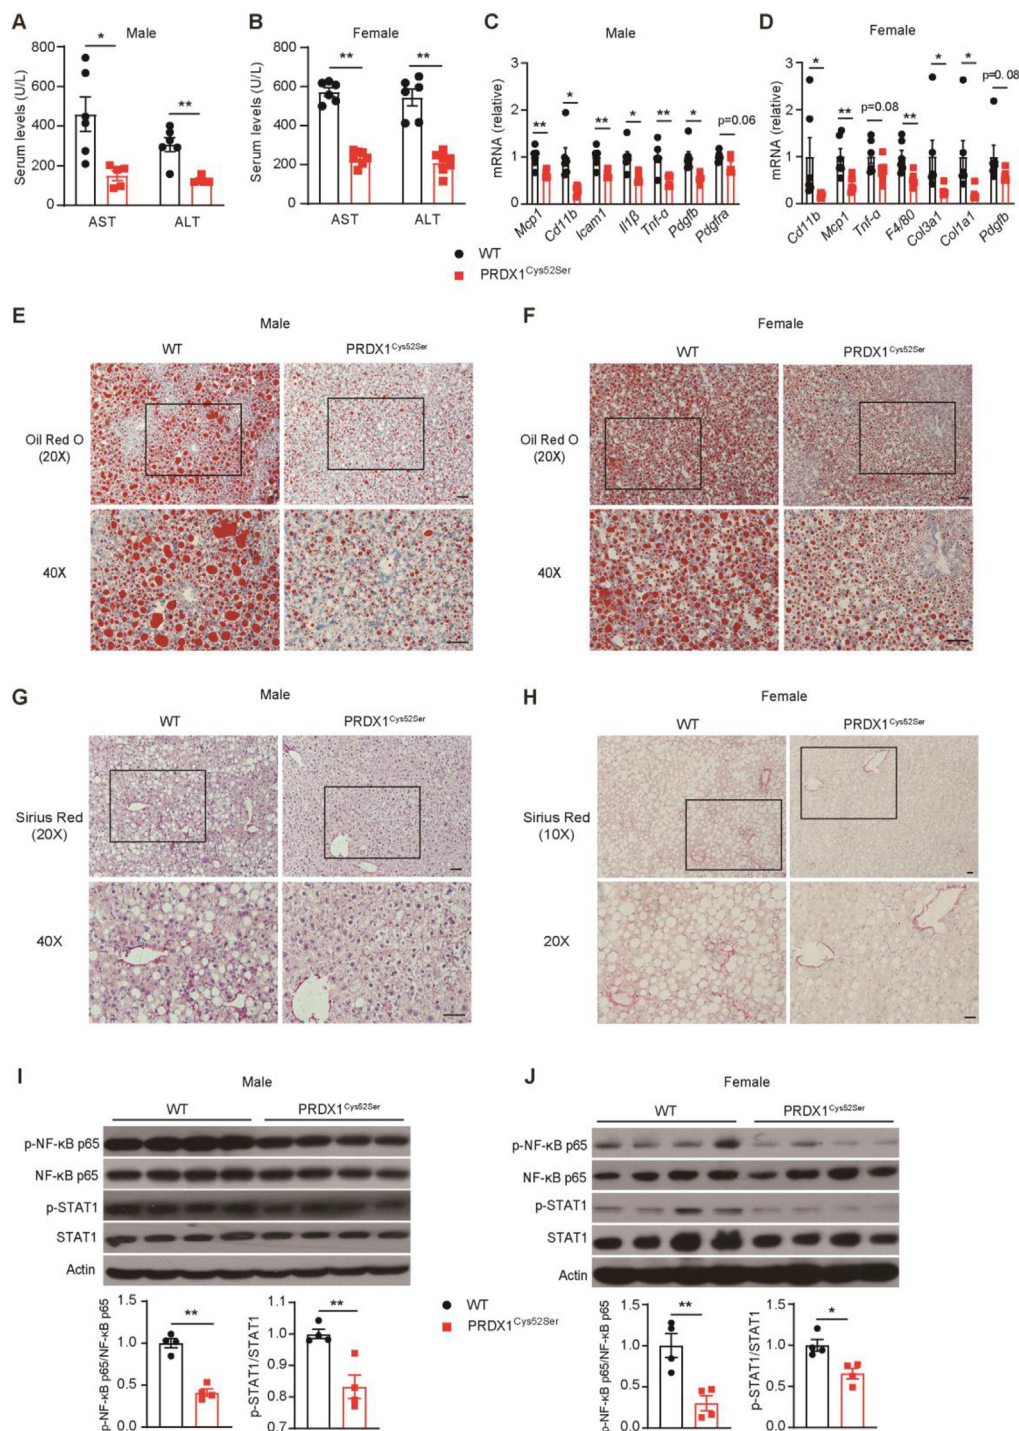 A
Male
Serum levels (U/L)
800
600
400
200
0
*
**
AST
ALT
B
Female
Serum levels (U/L)
800
600
400
200
0
**
**
AST
ALT
C
Male
mRNA (relative)
3
2
1
0
**
*
**
*
**
*
p=0.06
Mcp1
Cd11b
Icam1
Il1β
Tnf-α
Pdgfb
Pdgfra
D
Female
mRNA (relative)
3
2
1
0
*
**
p=0.08
**
*
*
p=0.08
Cd11b
Mcp1
Tnf-α
F4/80
Col3a1
Col1a1
Pdgfb
WT
PRDX1Cys52Ser
E
Male
WT
PRDX1Cys52Ser
Oil Red O
(20X)
40X
F
Female
WT
PRDX1Cys52Ser
Oil Red O
(20X)
40X
G
Male
WT
PRDX1Cys52Ser
Sirius Red
(20X)
40X
H
Female
WT
PRDX1Cys52Ser
Sirius Red
(10X)
20X
I
Male
WT
PRDX1Cys52Ser
p-NF-κB p65
NF-κB p65
p-STAT1
STAT1
Actin
p-NF-κB p65/NF-κB p65
1.5
1.0
0.5
0.0
**
p-STAT1/STAT1
1.1
1.0
0.9
0.8
0.7
**
WT
PRDX1Cys52Ser
J
Female
WT
PRDX1Cys52Ser
p-NF-κB p65
NF-κB p65
p-STAT1
STAT1
Actin
p-NF-κB p65/NF-κB p65
1.5
1.0
0.5
0.0
**
p-STAT1/STAT1
1.5
1.0
0.5
0.0
*